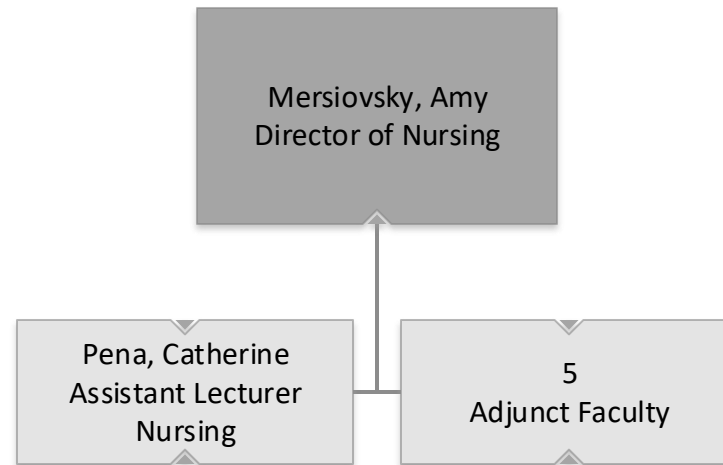 Mersiovsky, Amy
Director of Nursing
Pena, Catherine
Assistant Lecturer
Nursing
5
Adjunct Faculty